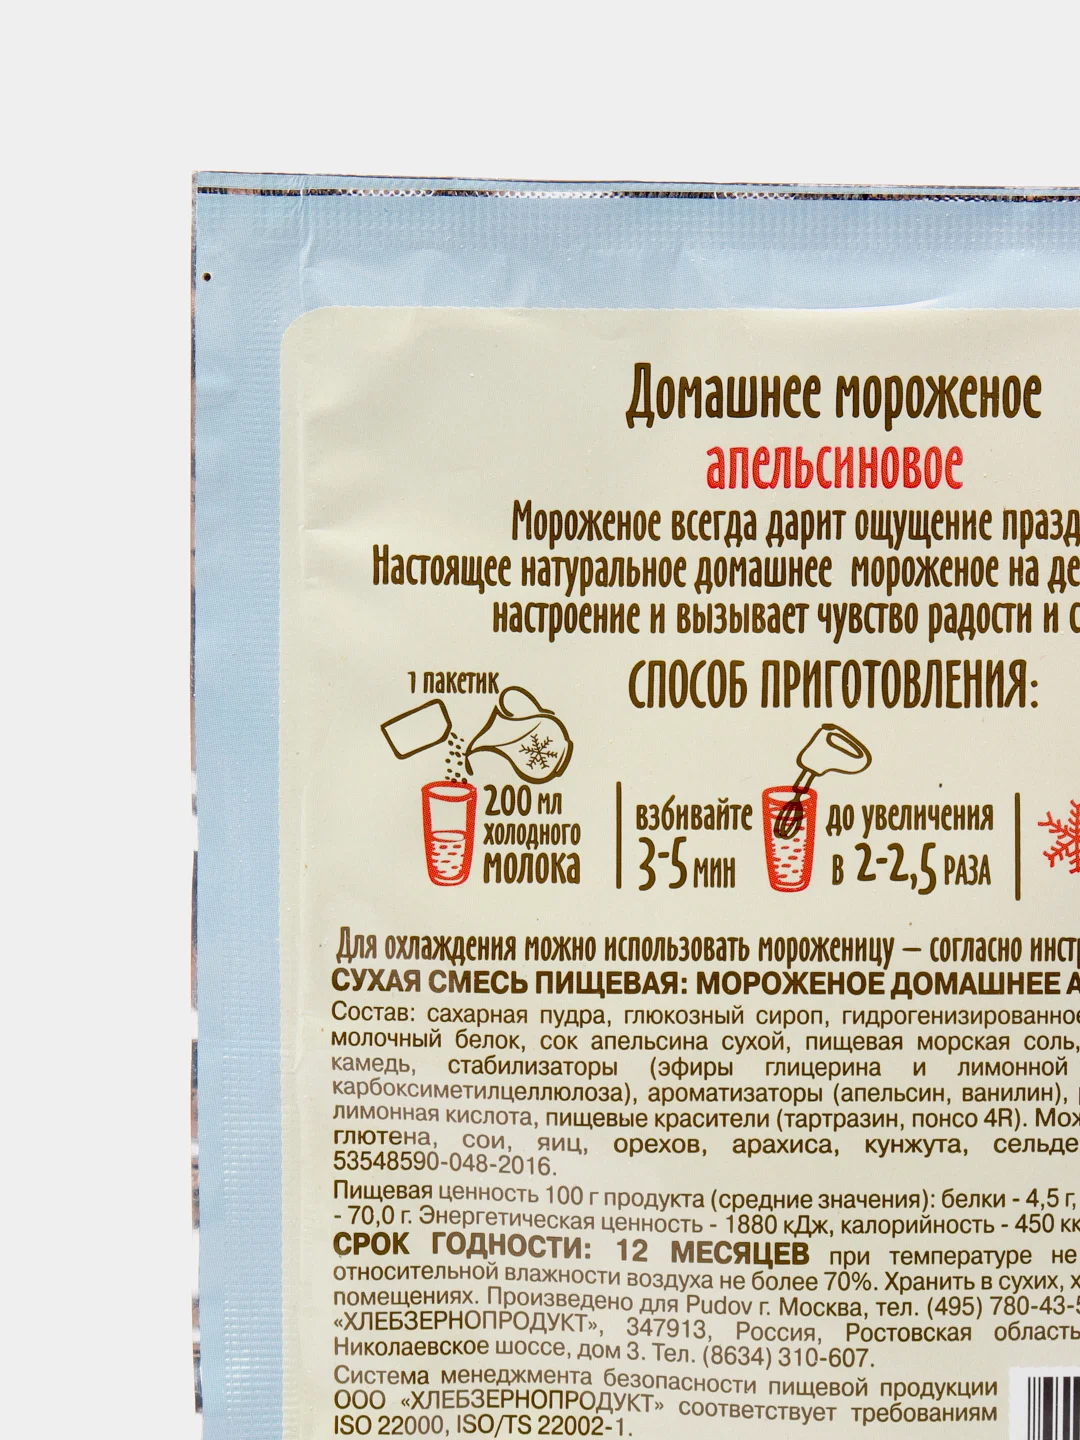 Домашнее мороженое
апельсиновое
Мороженое всегда дарит ощущение
Настоящее натуральное домашнее мороженое на
настроение и вызывает чувство радости и
СПОСОБ ПРИГОТОВЛЕНИЯ:
1 пакетик
200 мл
холодного
молока
взбивайте
3-5 мин
до увеличения
в 2-2,5 раза
Для охлаждения можно использовать мороженицу – согласно
СУХАЯ СМЕСЬ ПИЩЕВАЯ: МОРОЖЕНОЕ ДОМАШНЕЕ
Состав: сахарная пудра, глюкозный сироп, гидрогенизированное
молочный белок, сок апельсина сухой, пищевая морская соль,
камедь, стабилизаторы (эфиры глицерина и лимонной
карбоксиметилцеллюлоза), ароматизаторы (апельсин, ванилин),
лимонная кислота, пищевые красители (тартразин, понсо 4R).
глютена, сои, яиц, орехов, арахиса, кунжута,
53548590-048-2016.
Пищевая ценность 100 г продукта (средние значения): белки - 4,5 г,
- 70,0 г. Энергетическая ценность - 1880 кДж, калорийность - 450
СРОК ГОДНОСТИ: 12 МЕСЯЦЕВ при температуре не
относительной влажности воздуха не более 70%. Хранить в сухих,
помещениях. Произведено для Pudov г. Москва, тел. (495) 780-43-
«ХЛЕБЗЕРНОПРОДУКТ», 347913, Россия, Ростовская область
Николаевское шоссе, дом 3. Тел. (8634) 310-607.
Система менеджмента безопасности пищевой продукции
ООО «ХЛЕБЗЕРНОПРОДУКТ» соответствует требованиям
ISO 22000, ISO/TS 22002-1.